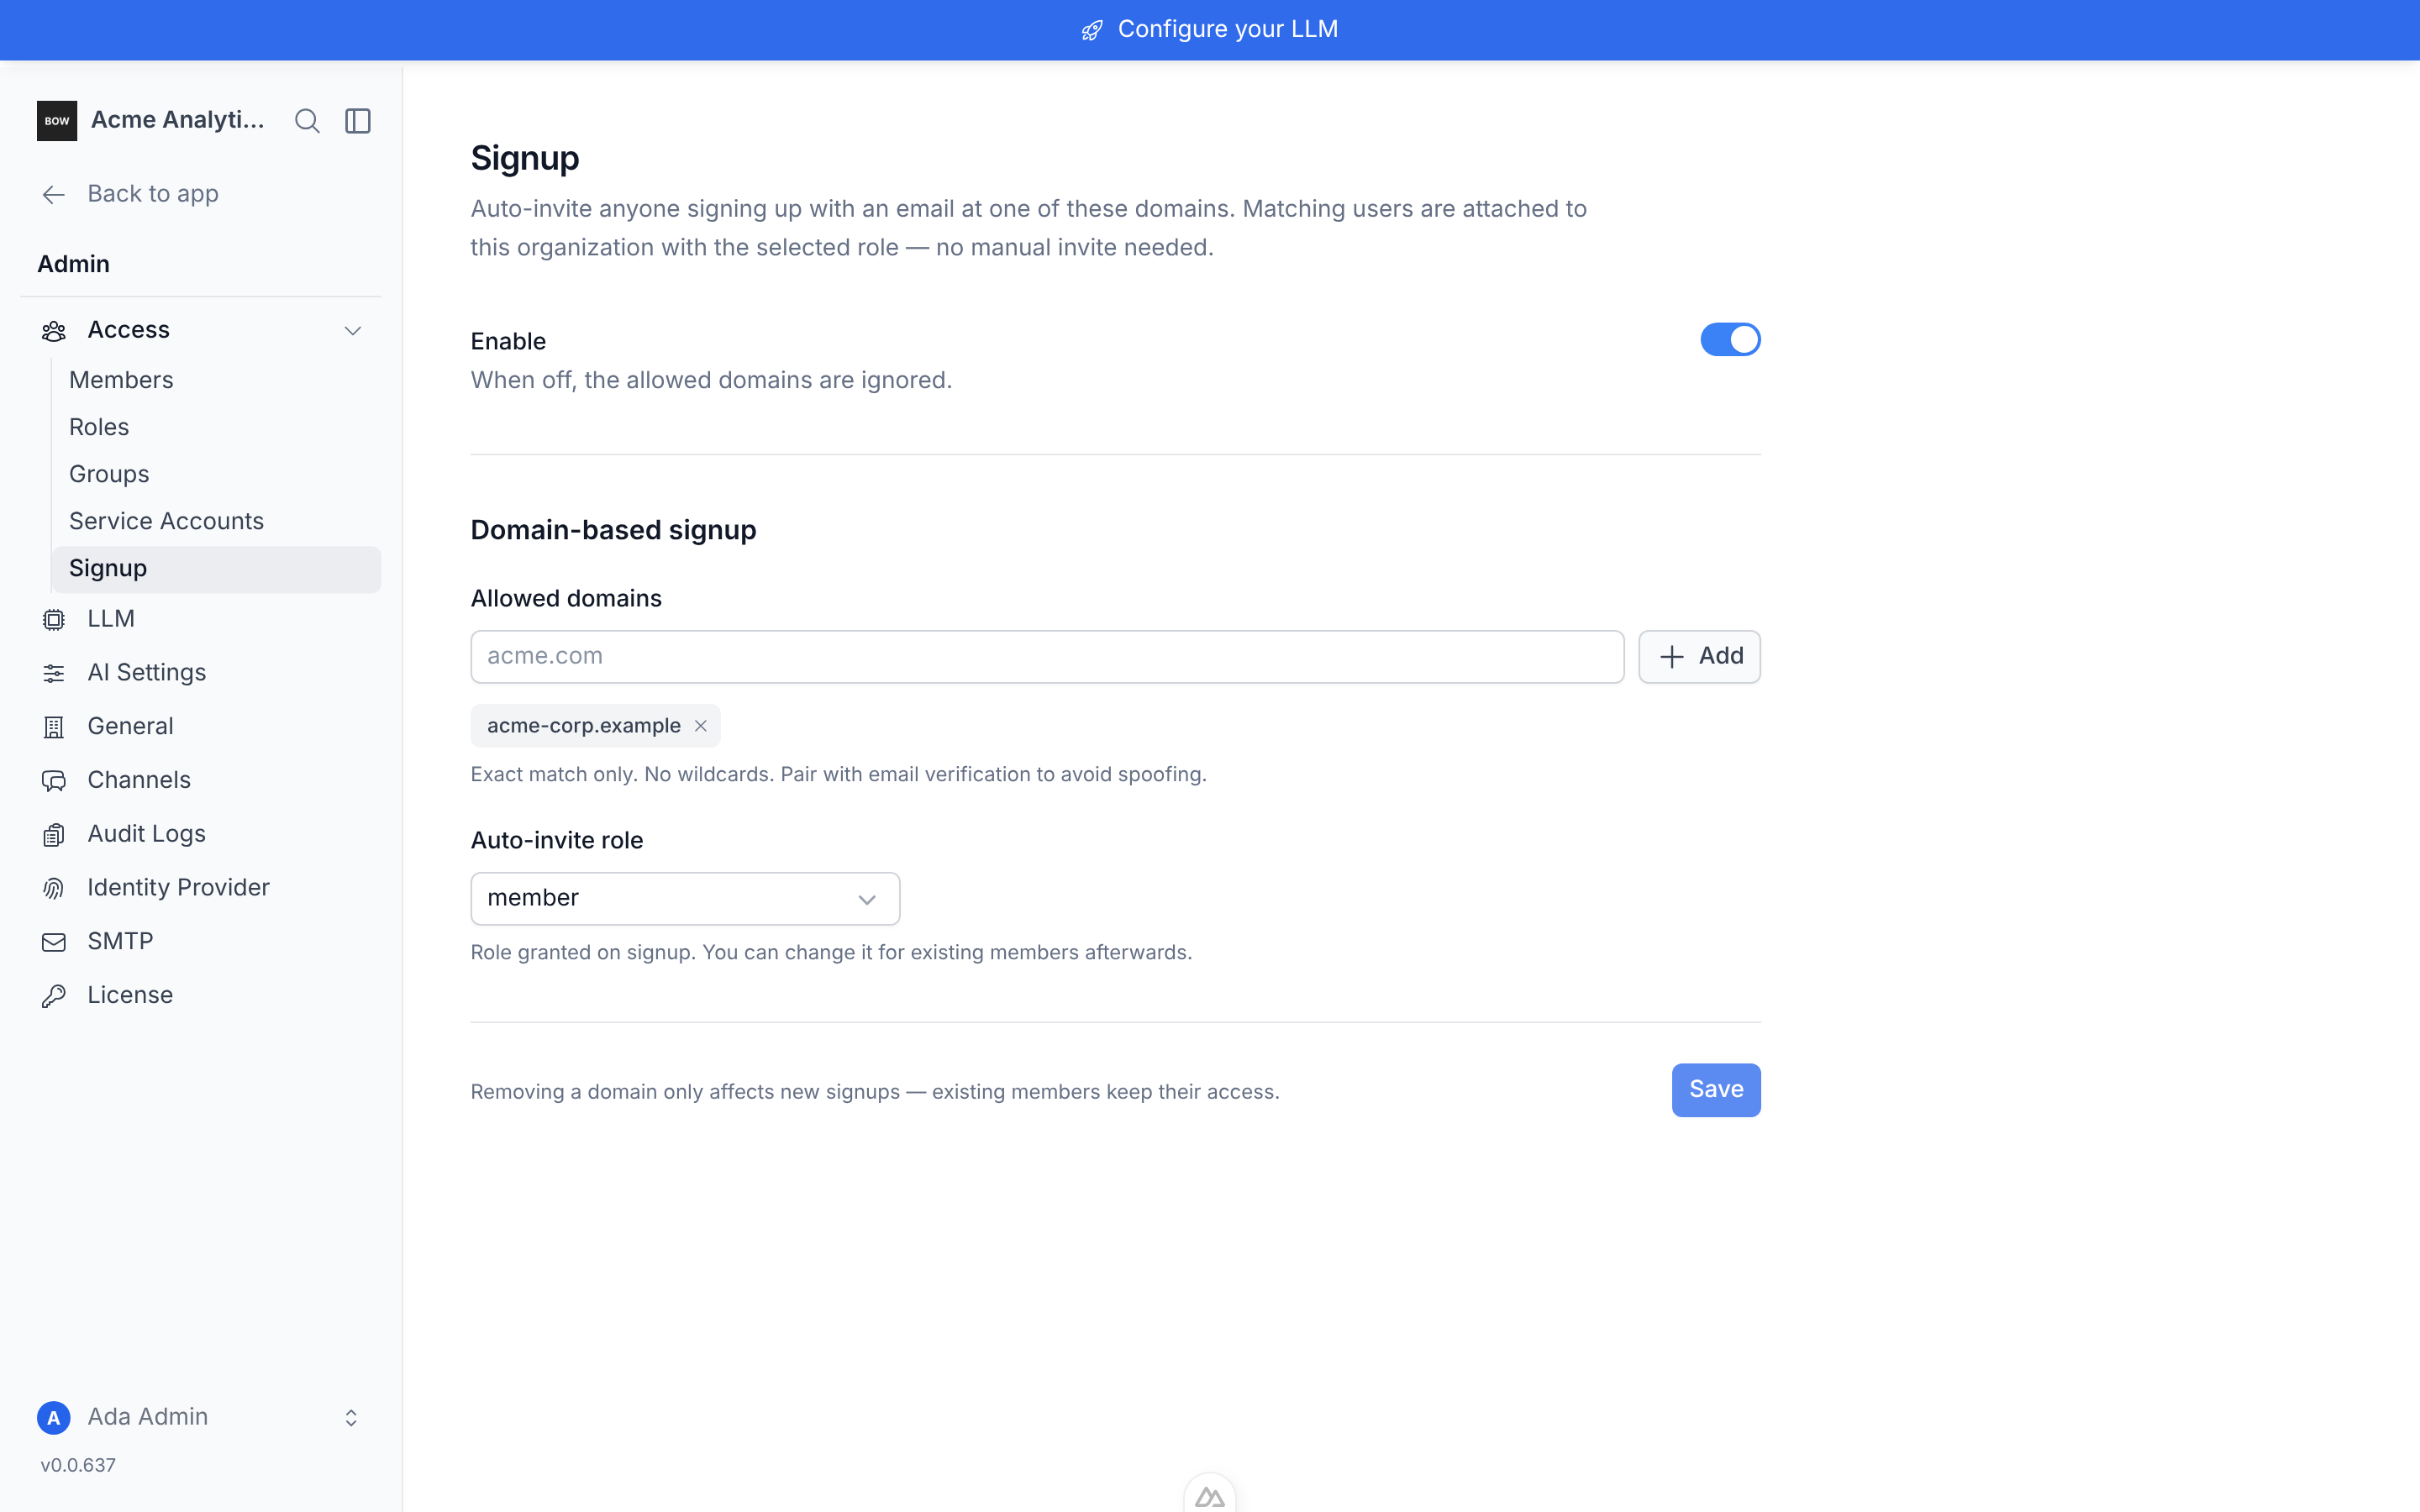 Configure your LLM
BOW
Acme Analyti...
Back to app
Admin
Access
Members
Roles
Groups
Service Accounts
Signup
LLM
AI Settings
General
Channels
Audit Logs
Identity Provider
SMTP
License
A
Ada Admin
v0.0.637
Signup
Auto-invite anyone signing up with an email at one of these domains. Matching users are attached to
this organization with the selected role — no manual invite needed.
Enable
When off, the allowed domains are ignored.
Domain-based signup
Allowed domains
acme.com
Add
acme-corp.example
Exact match only. No wildcards. Pair with email verification to avoid spoofing.
Auto-invite role
member
Role granted on signup. You can change it for existing members afterwards.
Removing a domain only affects new signups — existing members keep their access.
Save